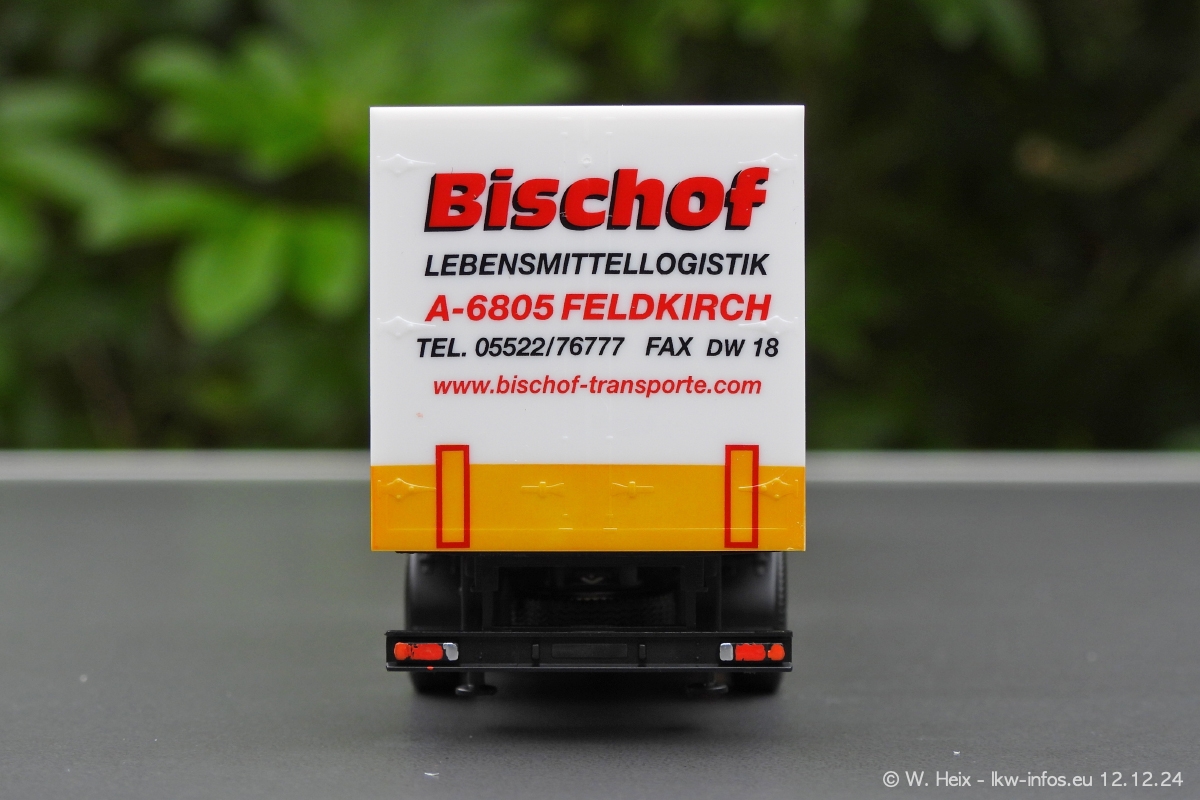 Bischof
LEBENSMITTELLOGISTIK
A-6805 FELDKIRCH
TEL. 05522/76777 FAX DW 18
www.bischof-transporte.com
© W. Heix - lkw-infos.eu 12.12.24